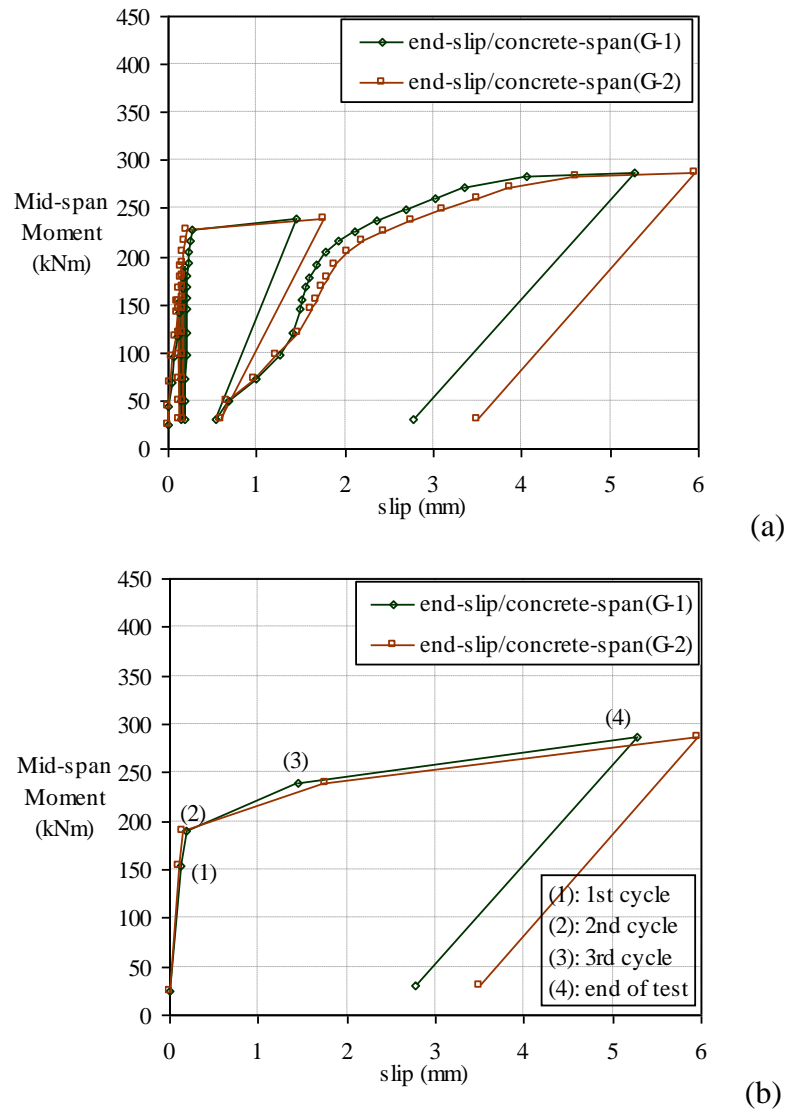 450
400
350
300
250
200
150
100
50
0
Mid-span
Moment
(kNm)
end-slip/concrete-span(G-1)
end-slip/concrete-span(G-2)
0 1 2 3 4 5 6
slip (mm)
(a)
450
400
350
300
250
200
150
100
50
0
Mid-span
Moment
(kNm)
end-slip/concrete-span(G-1)
end-slip/concrete-span(G-2)
(4)
(3)
(2)
(1)
(1): 1st cycle
(2): 2nd cycle
(3): 3rd cycle
(4): end of test
0 1 2 3 4 5 6
slip (mm)
(b)